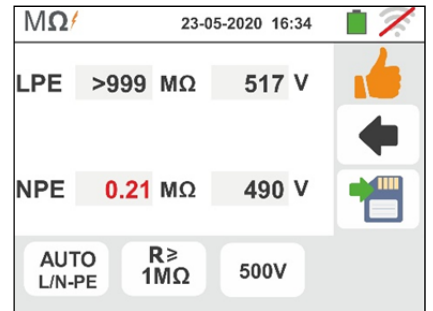 MΩ 23-05-2020 16:34
LPE >999 MΩ 517 V
NPE 0.21 MΩ 490 V
AUTO R≥ 500V
L/N-PE 1MΩ